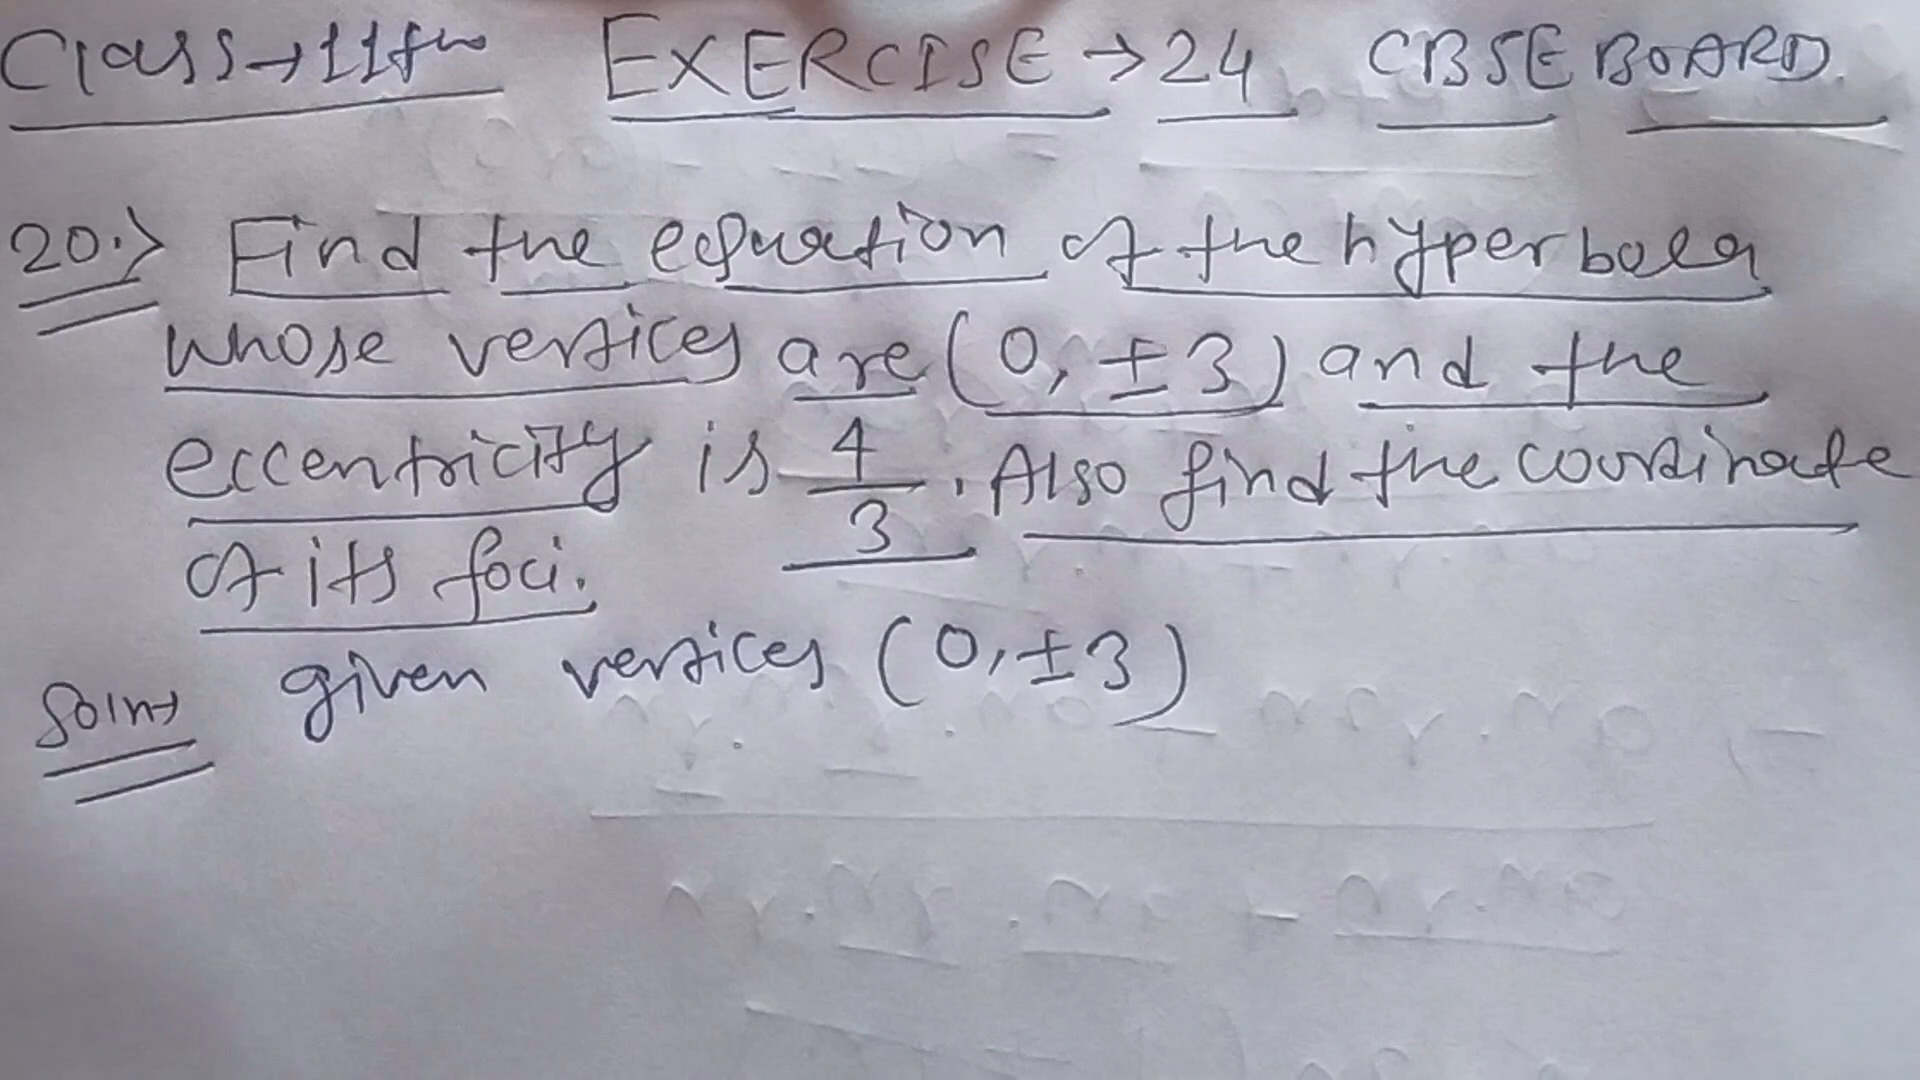 Class→11th EXERCISE→24 CBSE BOARD.
20.> Find the equation of the hyperbola
whose vertices are (0, ±3) and the
eccentricity is 4/3. Also find the coordinate
of its foci.
Soln→ given vertices (0, ±3)